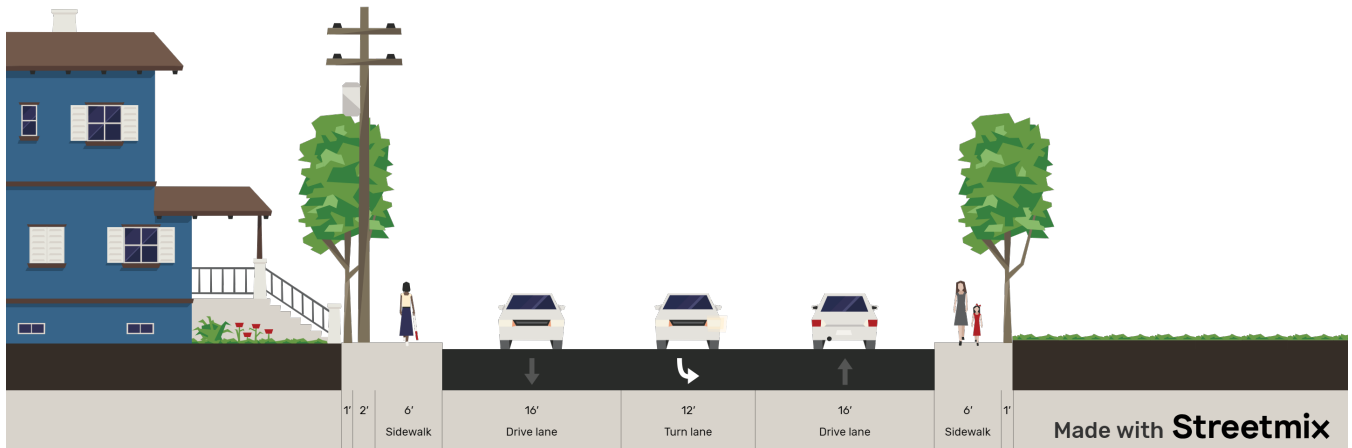 1' 2' 6' 16' 12' 16' 6' 1'
Sidewalk Drive lane Turn lane Drive lane Sidewalk
Made with Streetmix